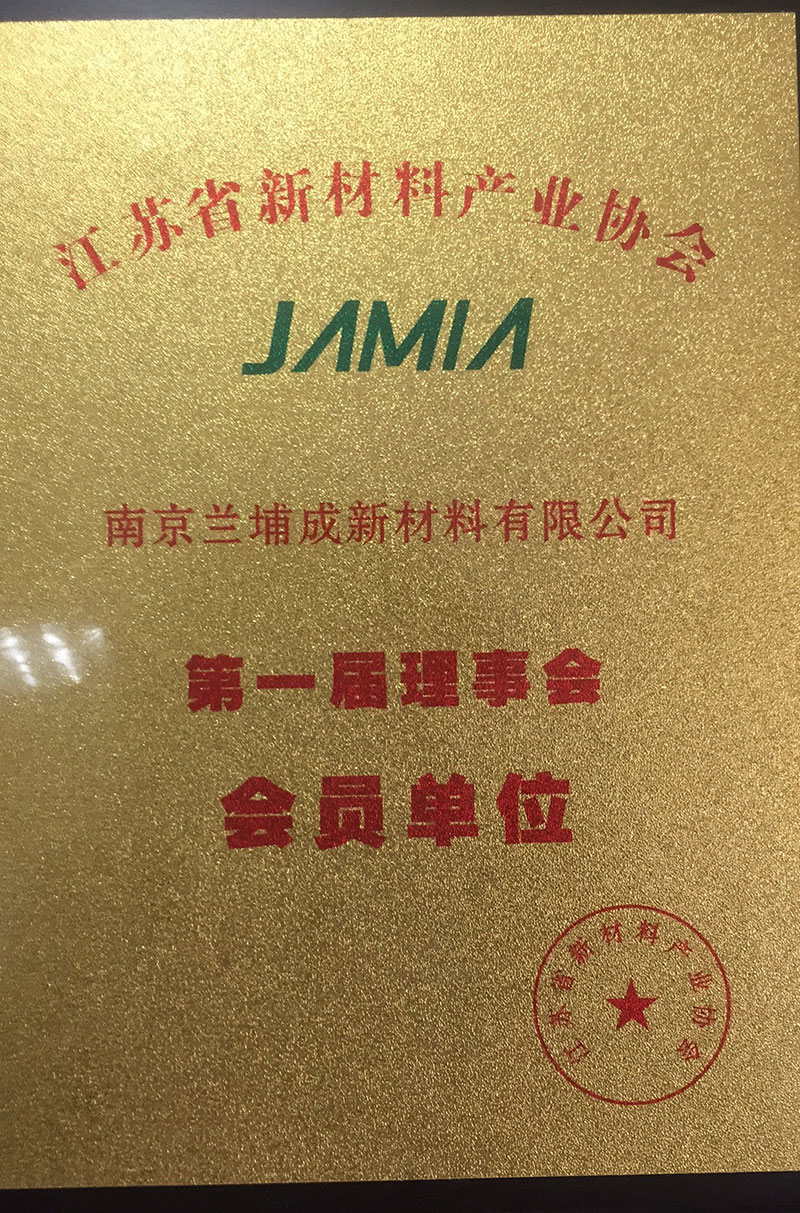 江苏省新材料产业协会
JAMIA
南京兰埔成新材料有限公司
第一届理事会
会员单位
江苏省新材料产业协会